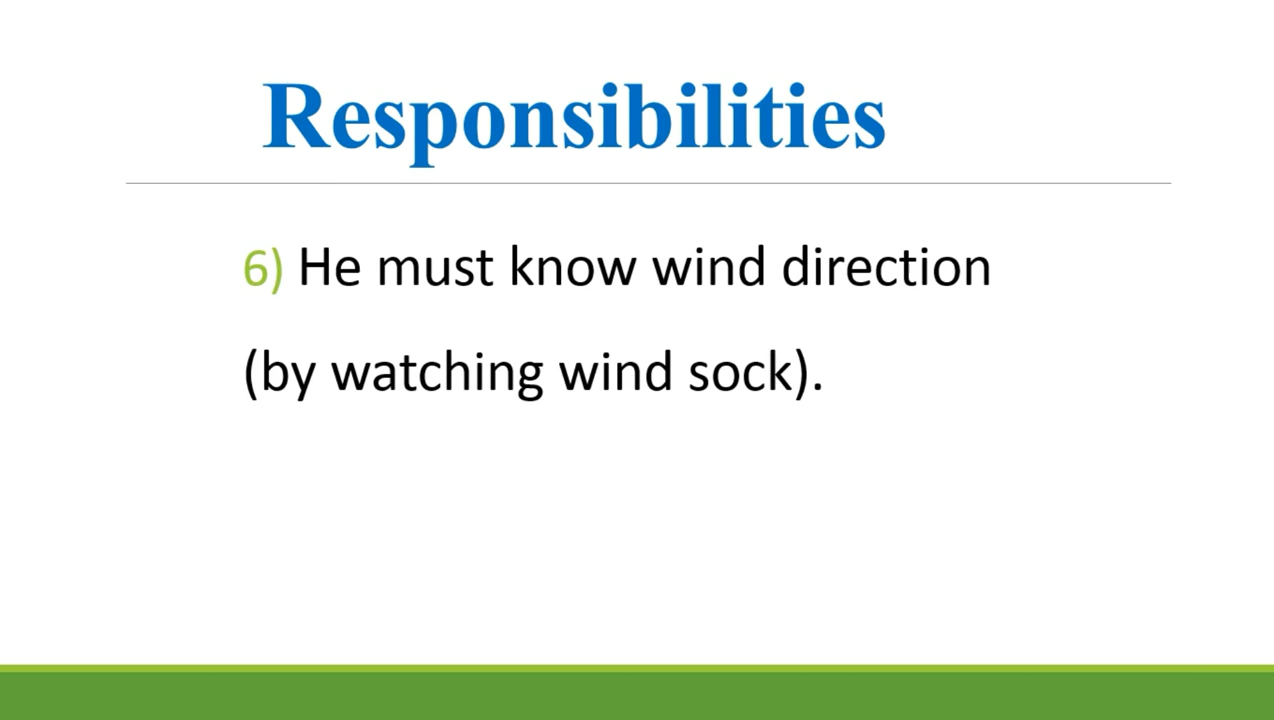 Responsibilities
6) He must know wind direction
(by watching wind sock).